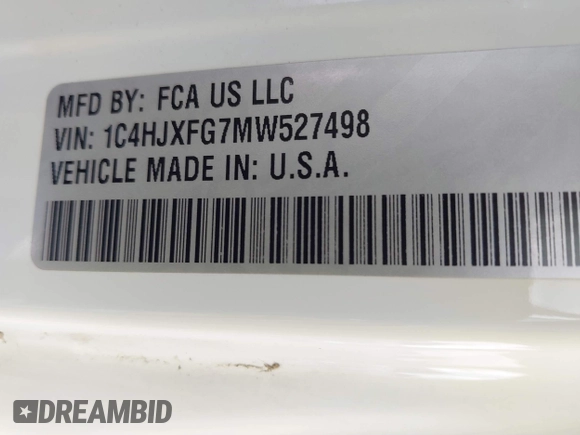 MFD BY: FCA US LLC
VIN: 1C4HJXFG7MW527498
VEHICLE MADE IN: U.S.A.
DREAMBID